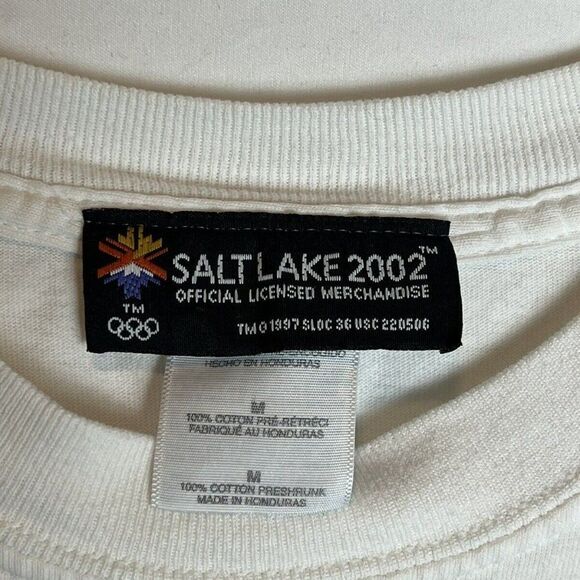 SALT LAKE 2002™
OFFICIAL LICENSED MERCHANDISE
TM
TM © 1997 SLOC 36 USC 220506
HECHO EN HONDURAS
M
100% COTTON PRÉ-RÉTRÉCI
FABRIQUÉ AU HONDURAS
M
100% COTTON PRESHRUNK
MADE IN HONDURAS